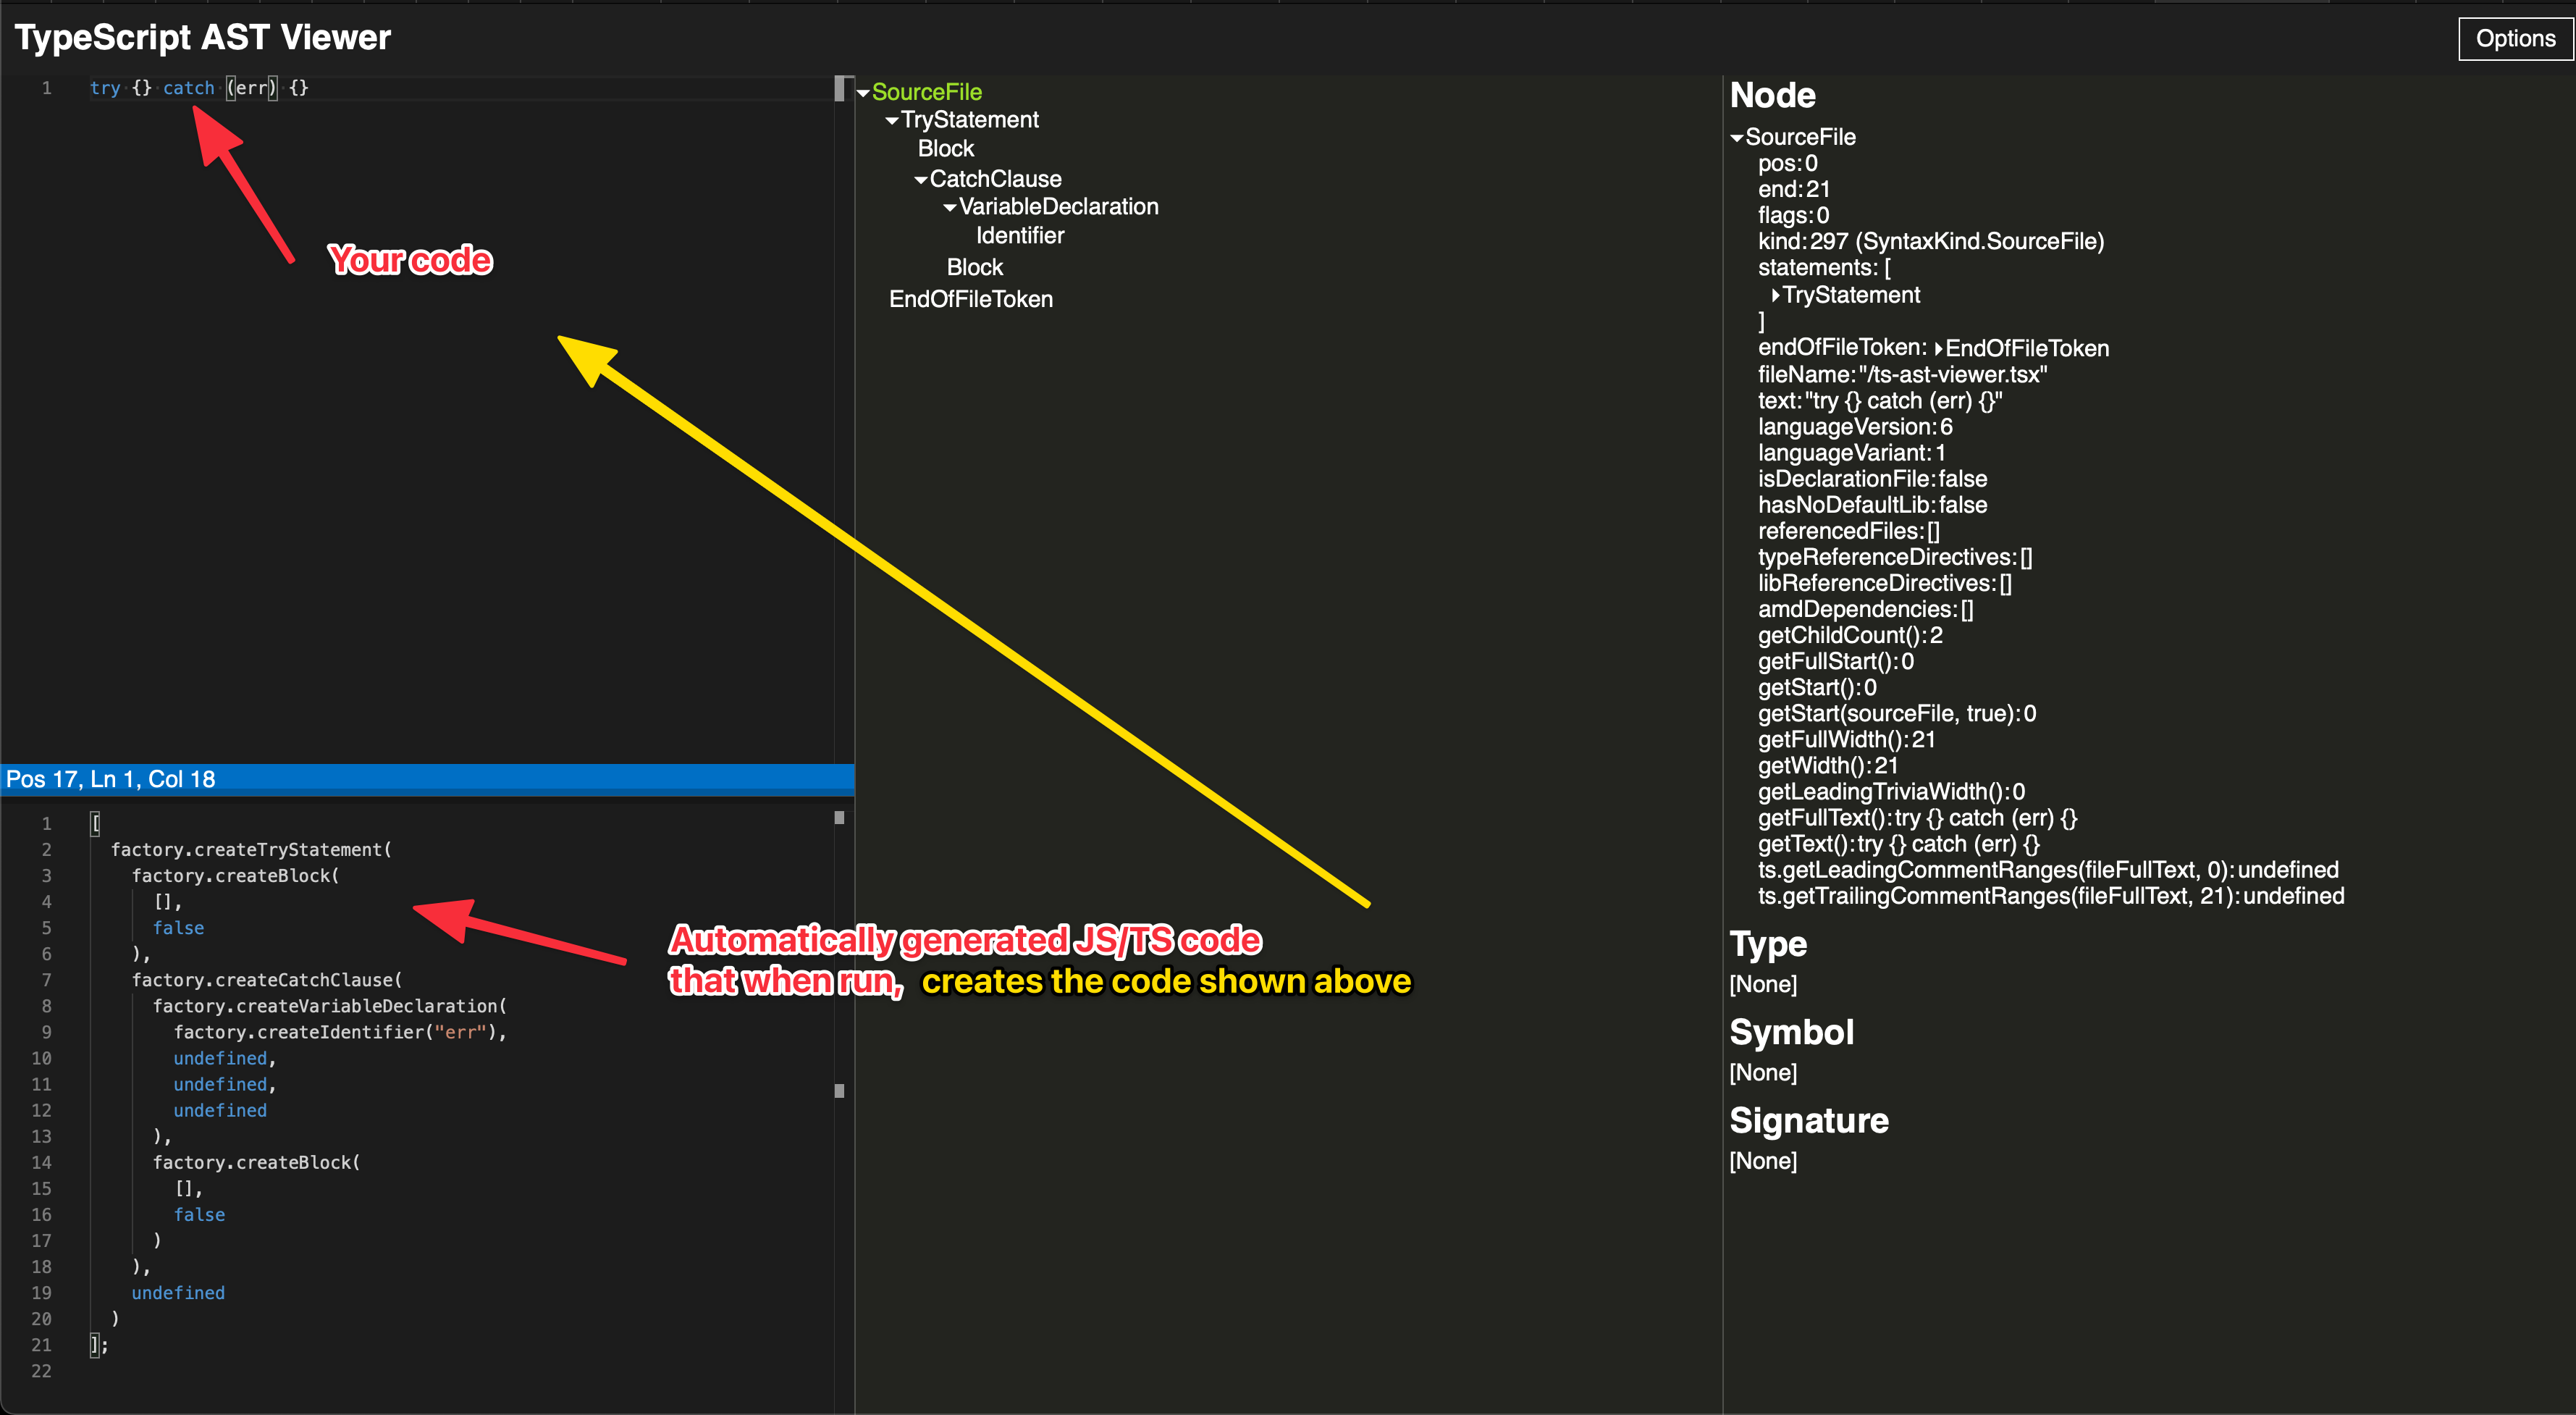 TypeScript AST Viewer
Options
1 try {} catch (err) {}
Your code
Pos 17, Ln 1, Col 18
1 [
2 factory.createTryStatement(
3 factory.createBlock(
4 [],
5 false
6 ),
7 factory.createCatchClause(
8 factory.createVariableDeclaration(
9 factory.createIdentifier("err"),
10 undefined,
11 undefined,
12 undefined
13 ),
14 factory.createBlock(
15 [],
16 false
17 )
18 ),
19 undefined
20 )
21 ];
22
Automatically generated JS/TS code
that when run, creates the code shown above
SourceFile
TryStatement
Block
CatchClause
VariableDeclaration
Identifier
Block
EndOfFileToken
Node
SourceFile
pos:0
end:21
flags:0
kind:297 (SyntaxKind.SourceFile)
statements: [
TryStatement
]
endOfFileToken: EndOfFileToken
fileName:"/ts-ast-viewer.tsx"
text:"try {} catch (err) {}"
languageVersion:6
languageVariant:1
isDeclarationFile:false
hasNoDefaultLib:false
referencedFiles:[]
typeReferenceDirectives:[]
libReferenceDirectives:[]
amdDependencies:[]
getChildCount():2
getFullStart():0
getStart():0
getStart(sourceFile, true):0
getFullWidth():21
getWidth():21
getLeadingTriviaWidth():0
getFullText():try {} catch (err) {}
getText():try {} catch (err) {}
ts.getLeadingCommentRanges(fileFullText, 0):undefined
ts.getTrailingCommentRanges(fileFullText, 21):undefined
Type
[None]
Symbol
[None]
Signature
[None]